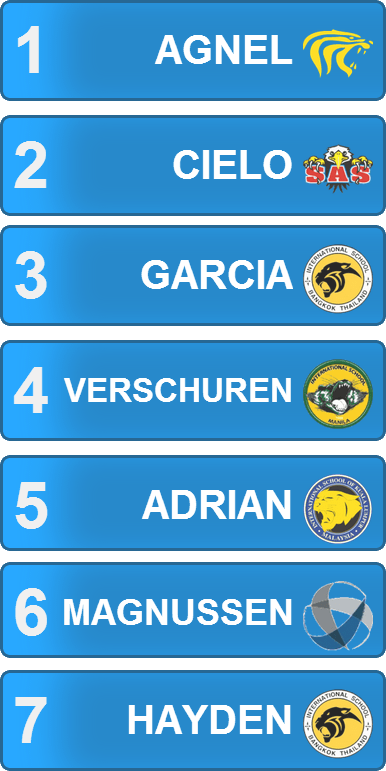 1 AGNEL
2 CIELO SAS
3 GARCIA INTERNATIONAL SCHOOL BANGKOK THAILAND
4 VERSCHUREN INTERNATIONAL SCHOOL MANILA
5 ADRIAN INTERNATIONAL SCHOOL OF KUALA LUMPER MALAYSIA
6 MAGNUSSEN
7 HAYDEN INTERNATIONAL SCHOOL BANGKOK THAILAND